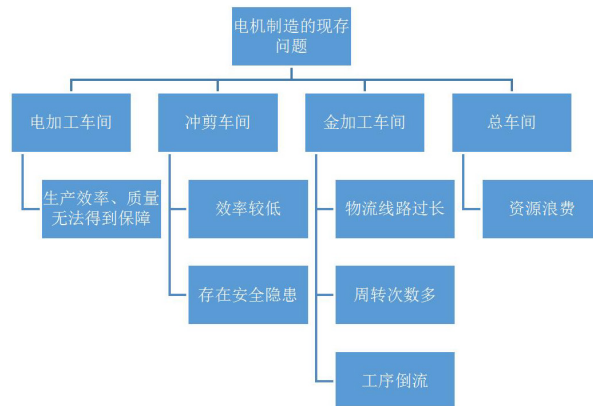 电机制造的现存
问题
电加工车间
冲剪车间
金加工车间
总车间
生产效率、质量
无法得到保障
效率较低
物流线路过长
资源浪费
存在安全隐患
周转次数多
工序倒流